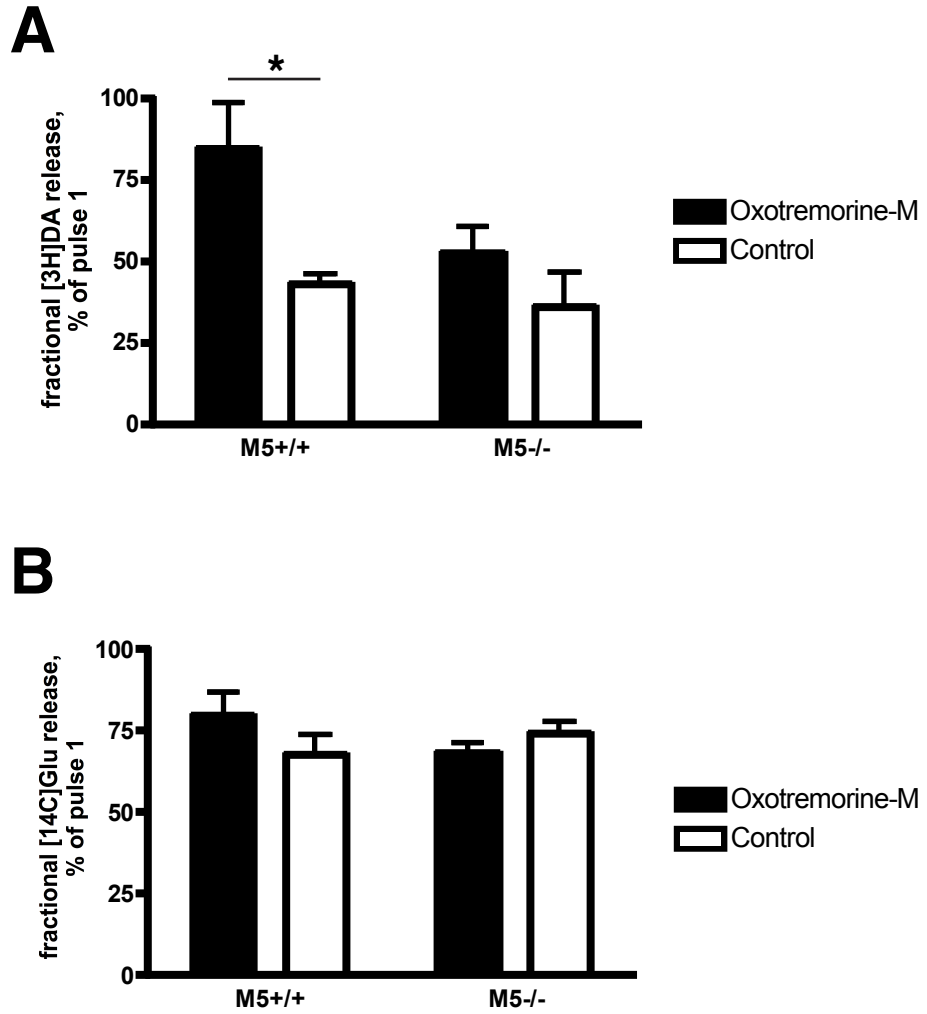 A
*
fractional [3H]DA release,
% of pulse 1
100
75
50
25
0
M5+/+ M5-/-
Oxotremorine-M
Control
B
fractional [14C]Glu release,
% of pulse 1
100
75
50
25
0
M5+/+ M5-/-
Oxotremorine-M
Control